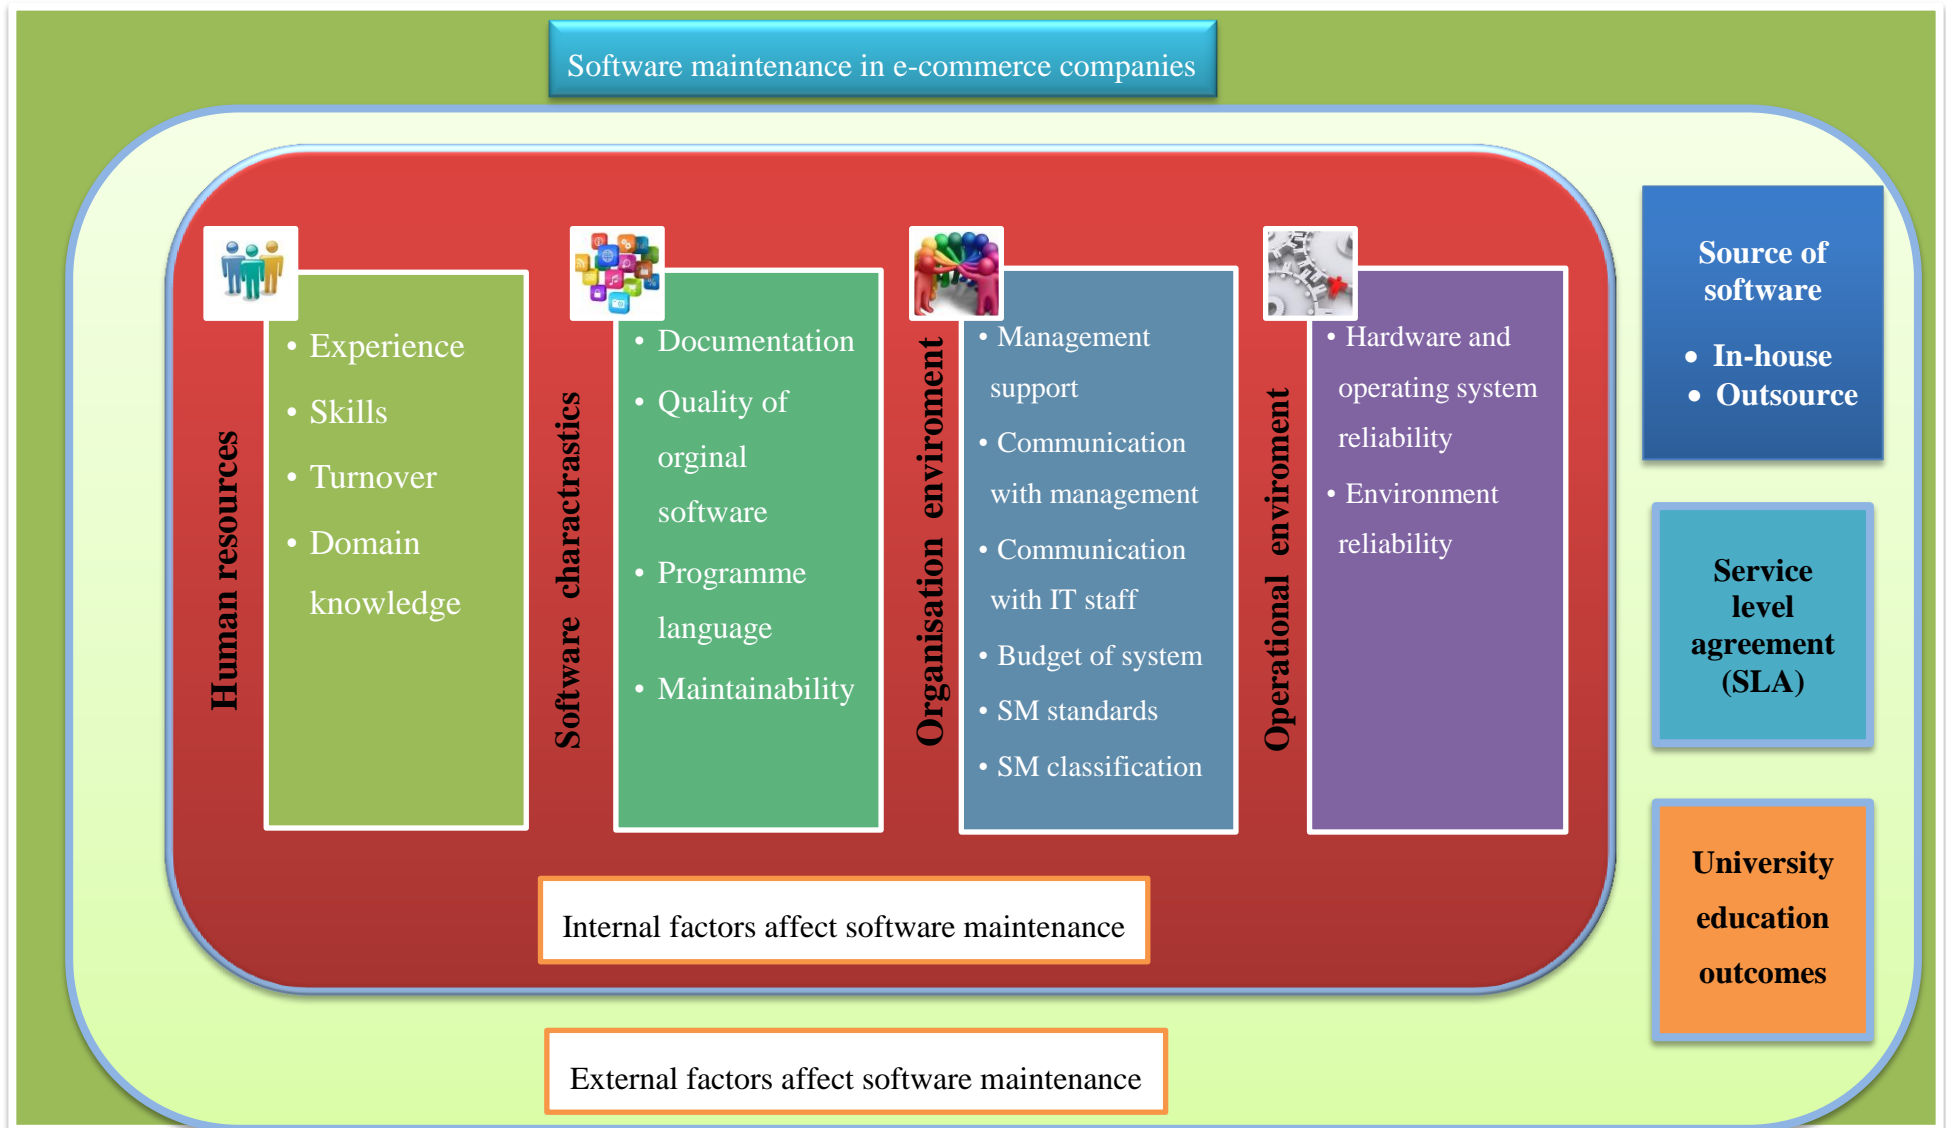 Software maintenance in e-commerce companies
Human resources
• Experience
• Skills
• Turnover
• Domain
knowledge
Software charactrastics
• Documentation
• Quality of
orginal
software
• Programme
language
• Maintainability
Organisation enviroment
• Management
support
• Communication
with management
• Communication
with IT staff
• Budget of system
• SM standards
• SM classification
Operational enviroment
• Hardware and
operating system
reliability
• Environment
reliability
Internal factors affect software maintenance
Source of
software
• In-house
• Outsource
Service
level
agreement
(SLA)
University
education
outcomes
External factors affect software maintenance